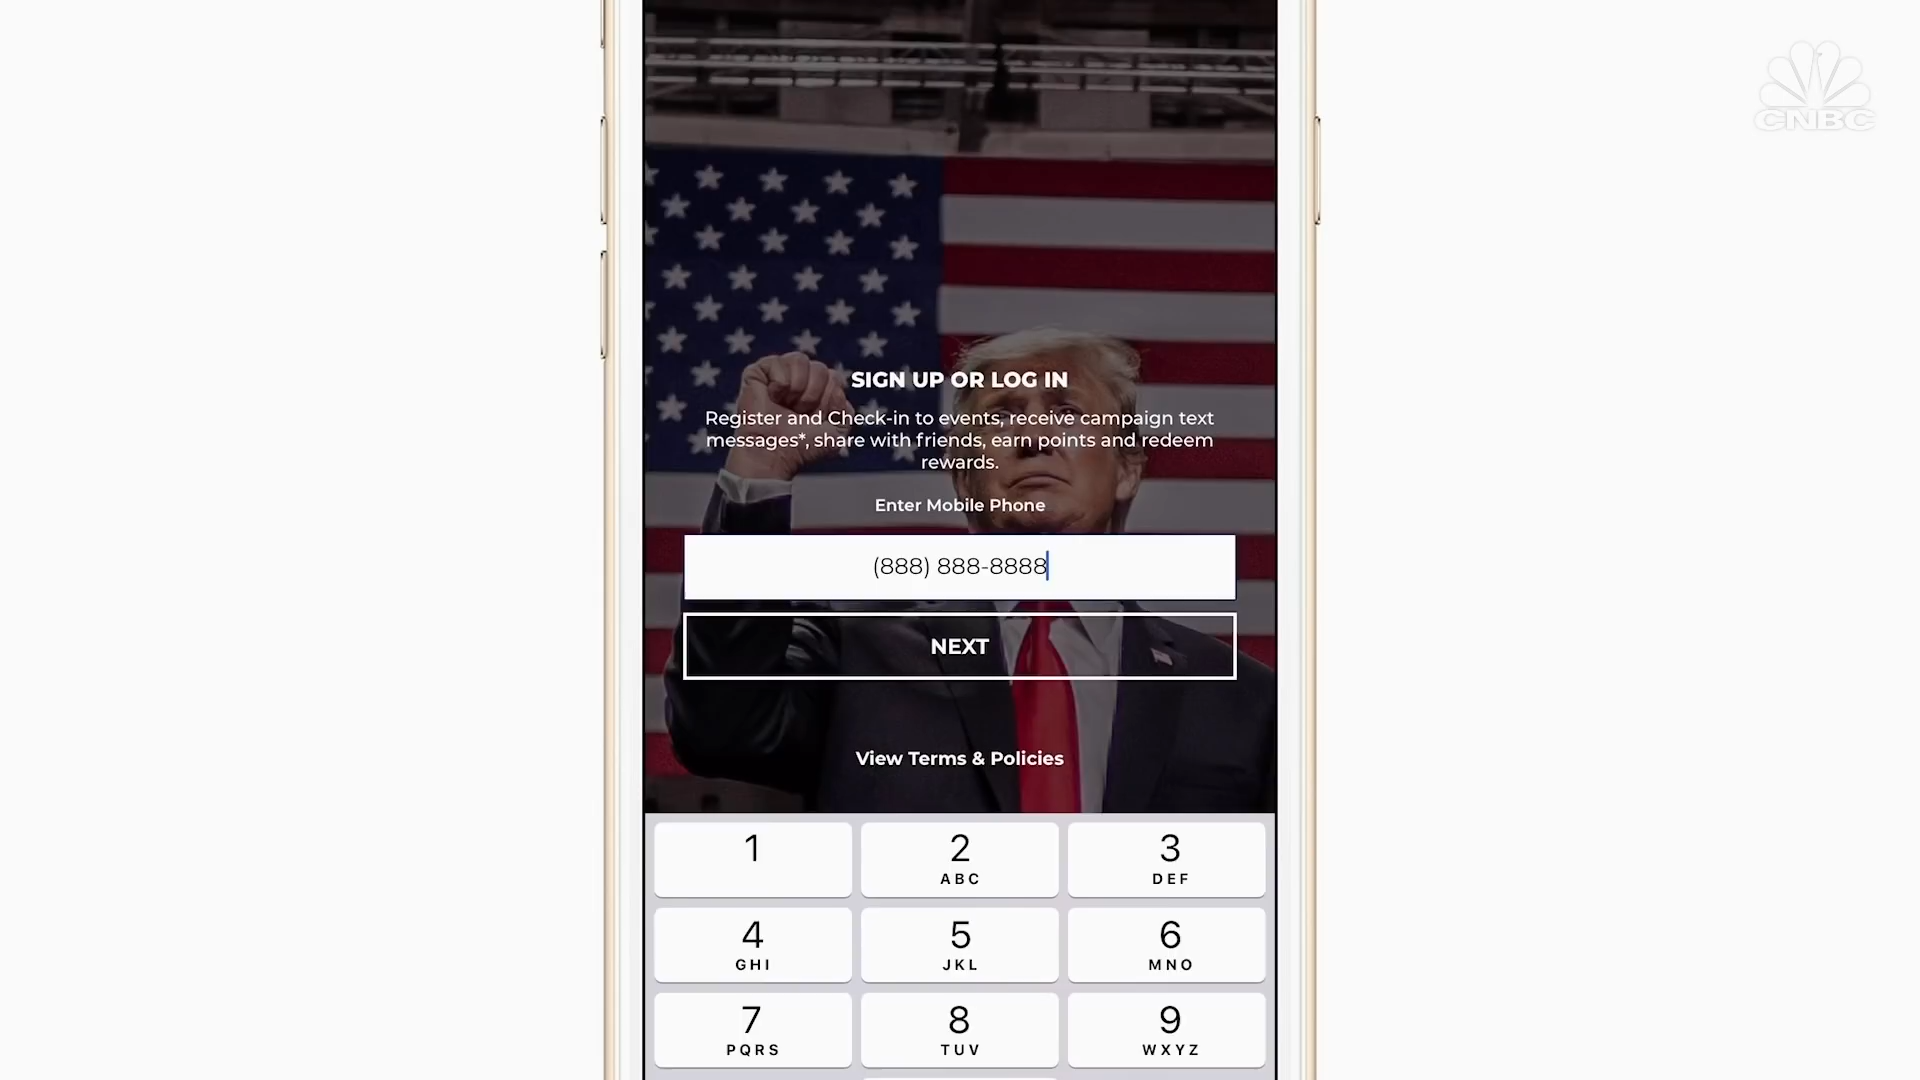 CNBC
SIGN UP OR LOG IN
Register and Check-in to events, receive campaign text
messages*, share with friends, earn points and redeem
rewards.
Enter Mobile Phone
(888) 888-8888
NEXT
View Terms & Policies
1
2
ABC
3
DEF
4
GHI
5
JKL
6
MNO
7
PQRS
8
TUV
9
WXYZ